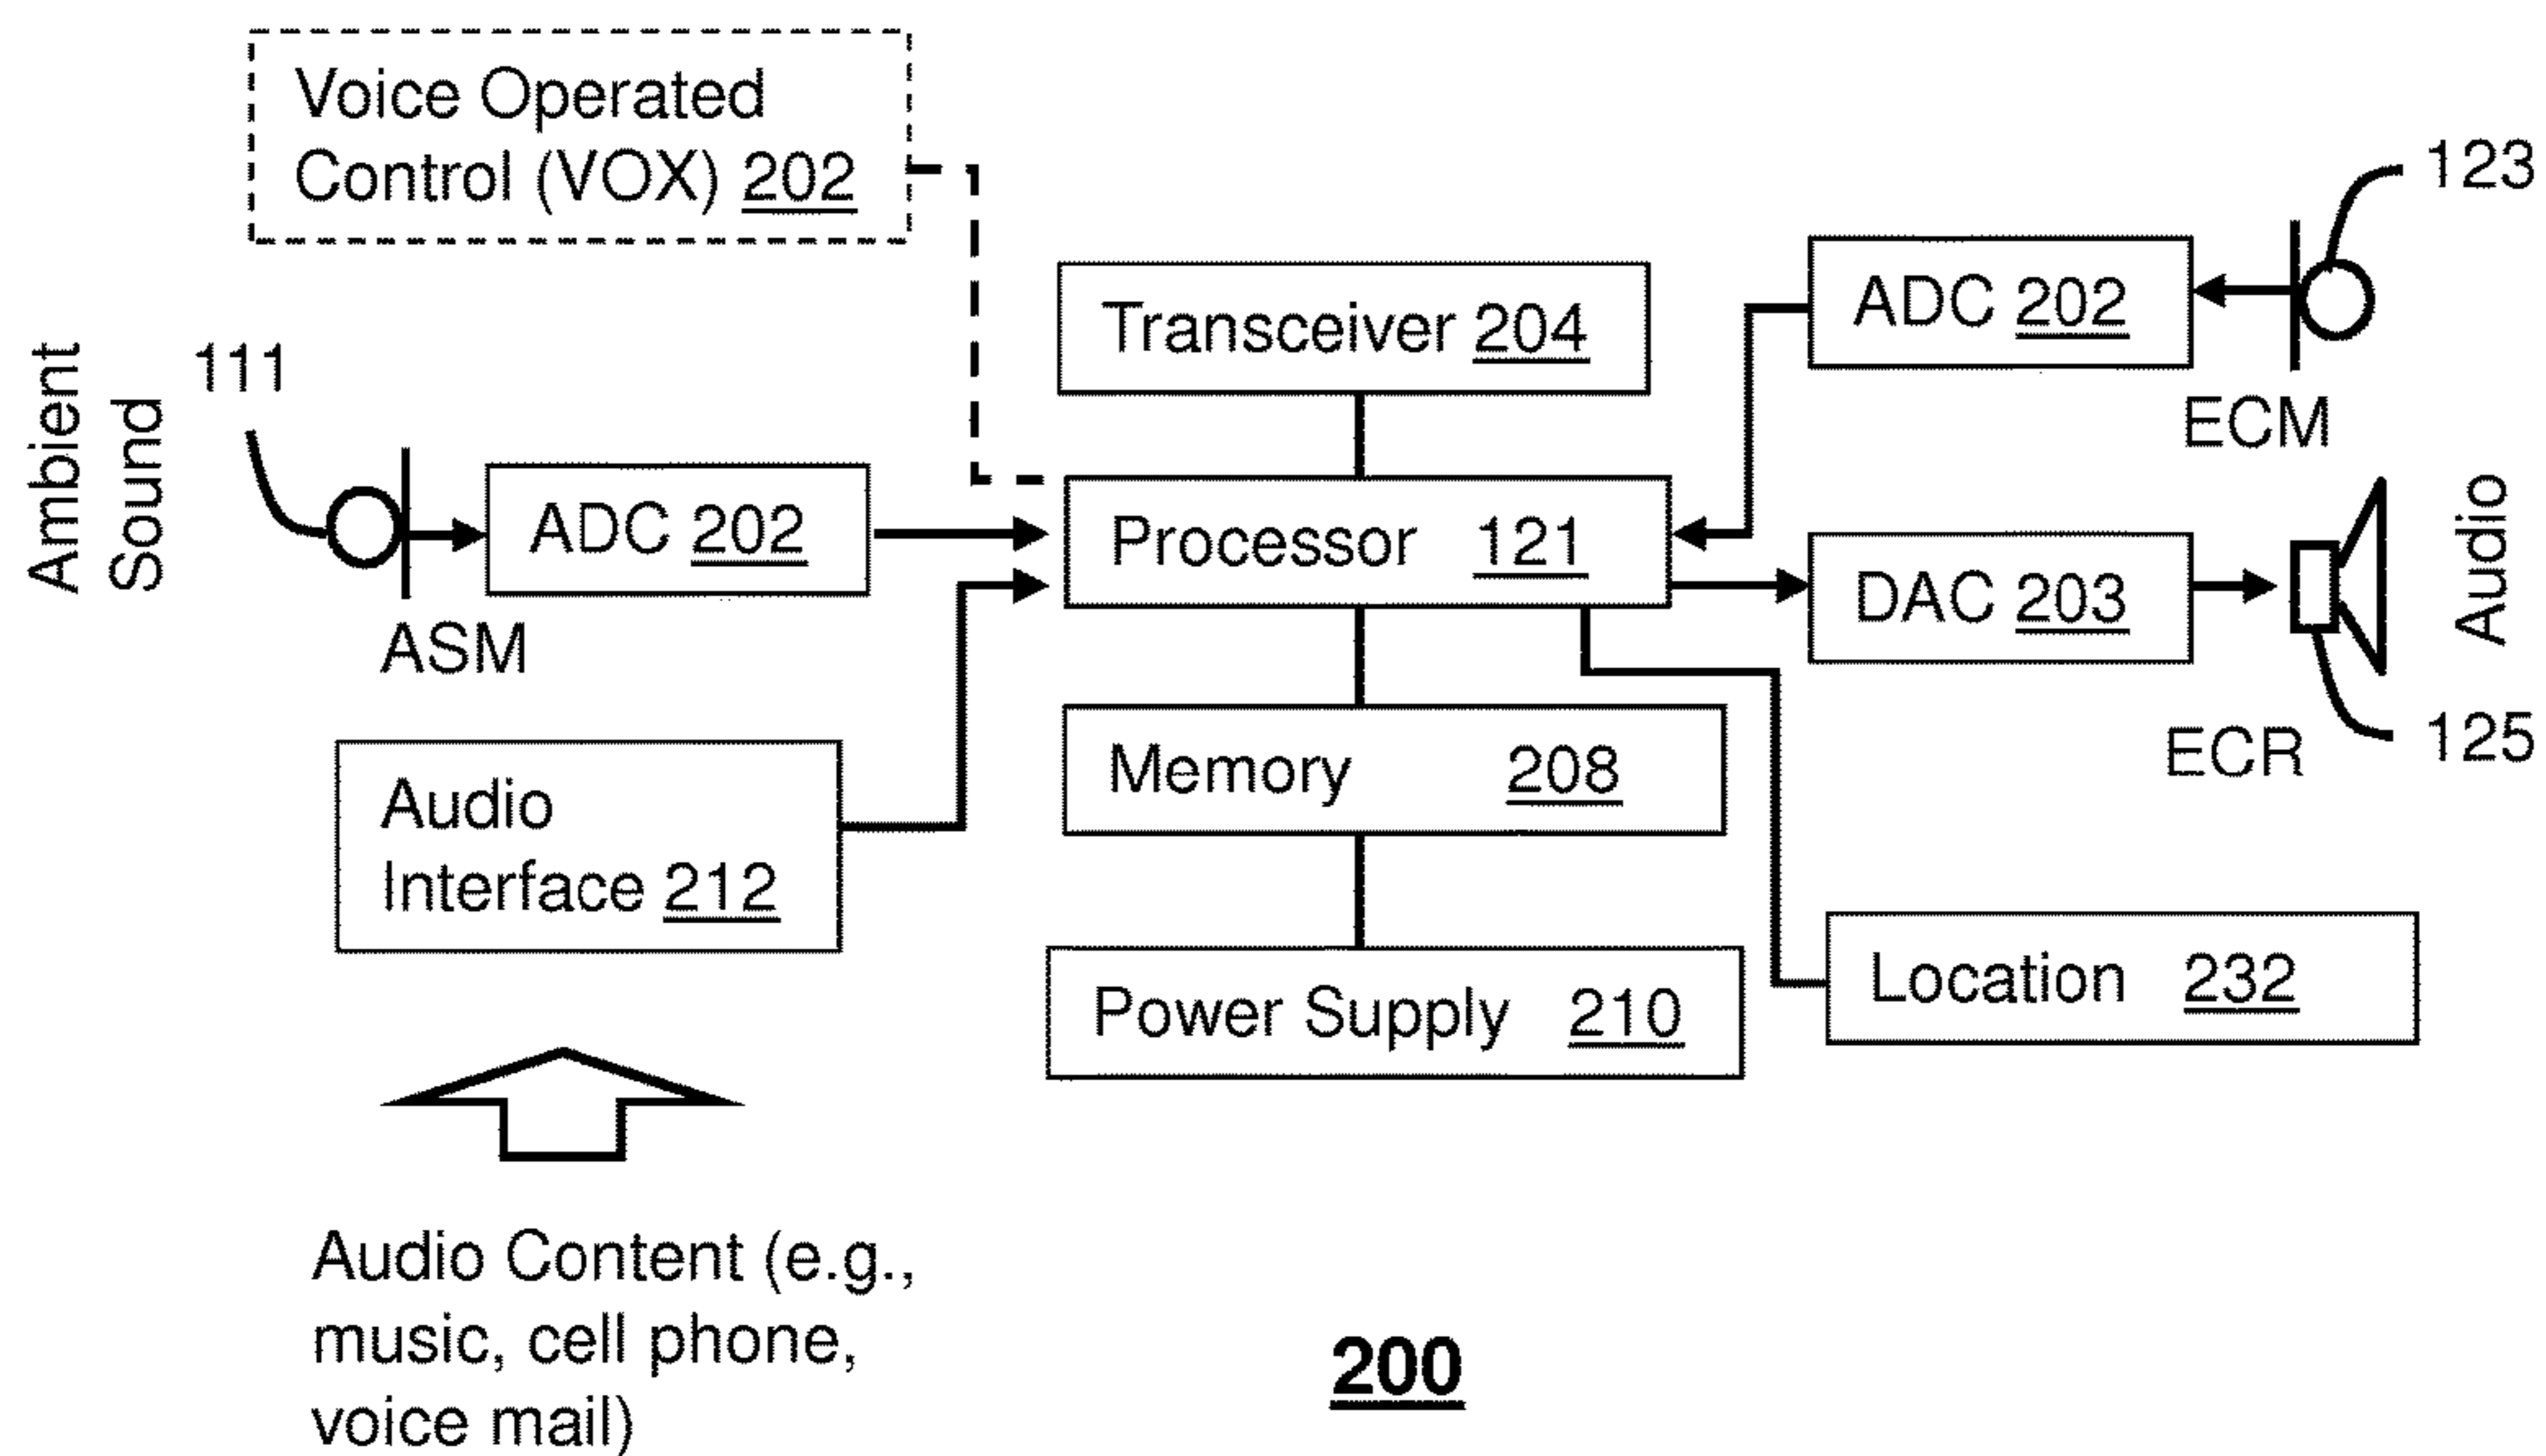 Voice Operated
Control (VOX) 202
123
Transceiver 204
ADC 202
ECM
Ambient
Sound
111
ADC 202
ASM
Processor 121
DAC 203
Audio
ECR
125
Audio
Interface 212
Memory 208
Location 232
Power Supply 210
Audio Content (e.g.,
music, cell phone,
voice mail)
200